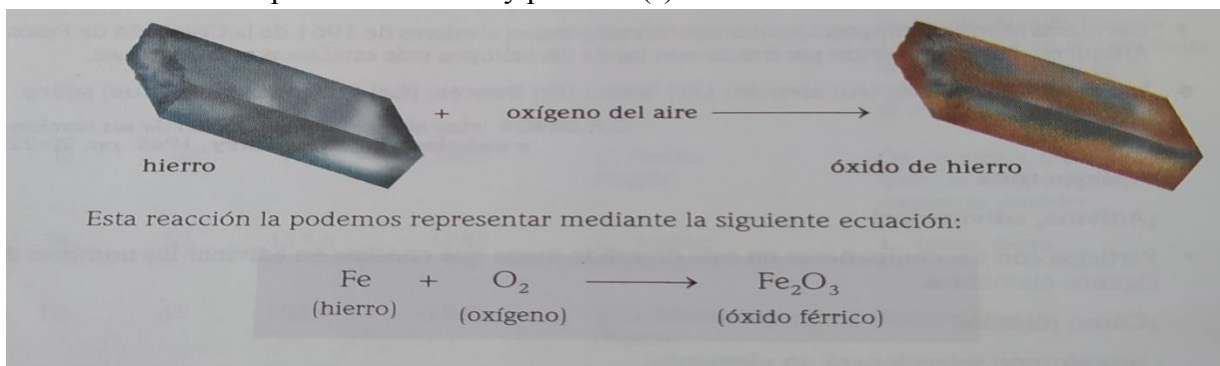 + oxígeno del aire ⟶
hierro
óxido de hierro
Esta reacción la podemos representar mediante la siguiente ecuación:
Fe + O₂ ⟶ Fe₂O₃
(hierro) (oxígeno) (óxido férrico)